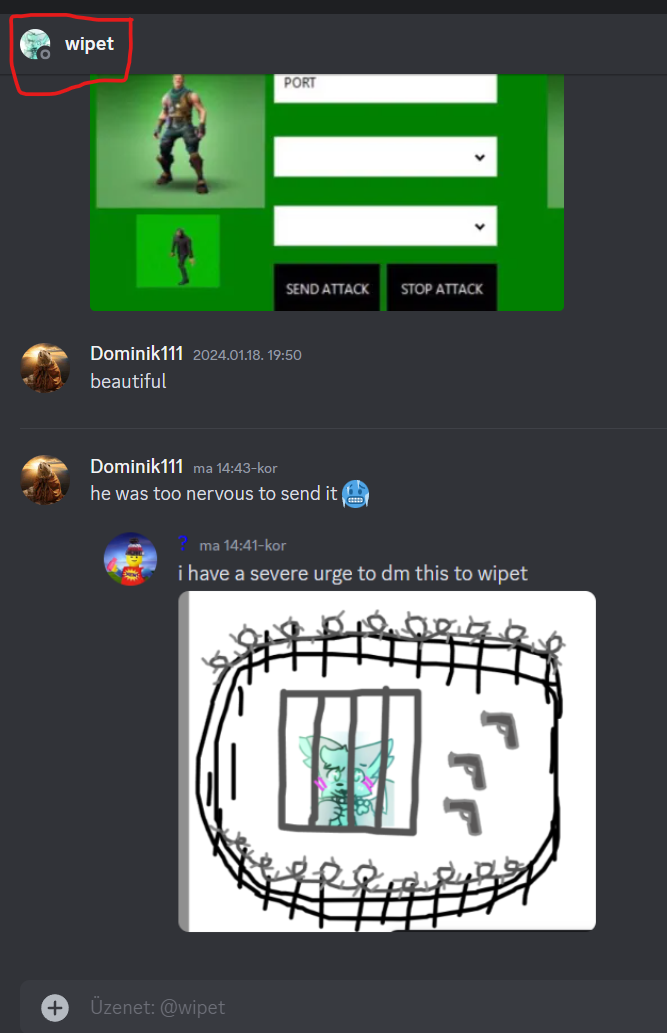 wipet
PORT
SEND ATTACK STOP ATTACK
Dominik111 2024.01.18. 19:50
beautiful
Dominik111 ma 14:43-kor
he was too nervous to send it
? ma 14:41-kor
i have a severe urge to dm this to wipet
Üzenet: @wipet